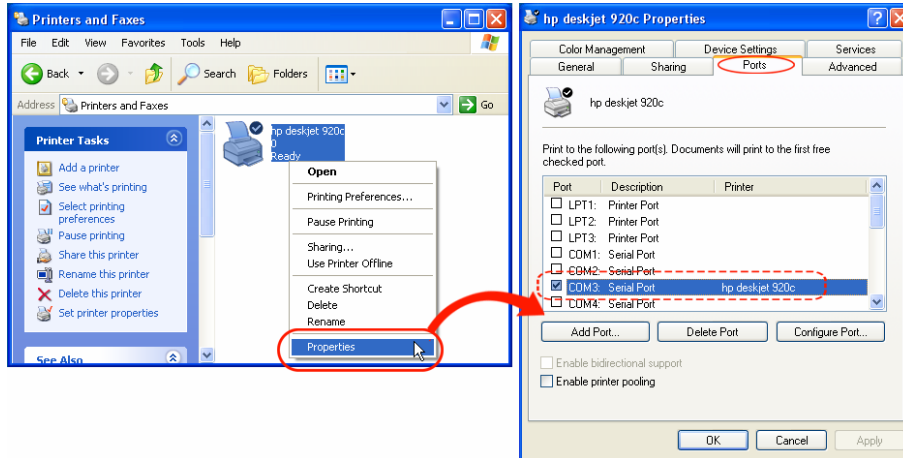 Printers and Faxes
File Edit View Favorites Tools Help
Back Search Folders
Address Printers and Faxes Go
Printer Tasks
Add a printer
See what's printing
Select printing
preferences
Pause printing
Share this printer
Rename this printer
Delete this printer
Set printer properties
See Also
hp deskjet 920c
0
Ready
Open
Printing Preferences...
Pause Printing
Sharing...
Use Printer Offline
Create Shortcut
Delete
Rename
Properties
hp deskjet 920c Properties
Color Management Device Settings Services
General Sharing Ports Advanced
hp deskjet 920c
Print to the following port(s). Documents will print to the first free
checked port.
Port Description Printer
LPT1: Printer Port
LPT2: Printer Port
LPT3: Printer Port
COM1: Serial Port
COM2: Serial Port
COM3: Serial Port hp deskjet 920c
COM4: Serial Port
Add Port... Delete Port Configure Port...
Enable bidirectional support
Enable printer pooling
OK Cancel Apply